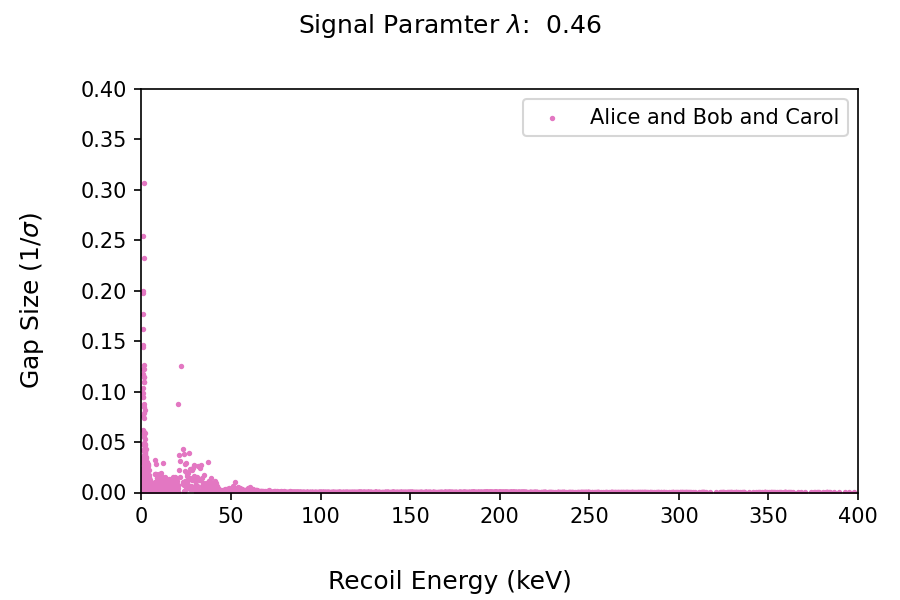 Signal Paramter λ:  0.46
Alice and Bob and Carol
Gap Size (1/σ)
0.40
0.35
0.30
0.25
0.20
0.15
0.10
0.05
0.00
0 50 100 150 200 250 300 350 400
Recoil Energy (keV)